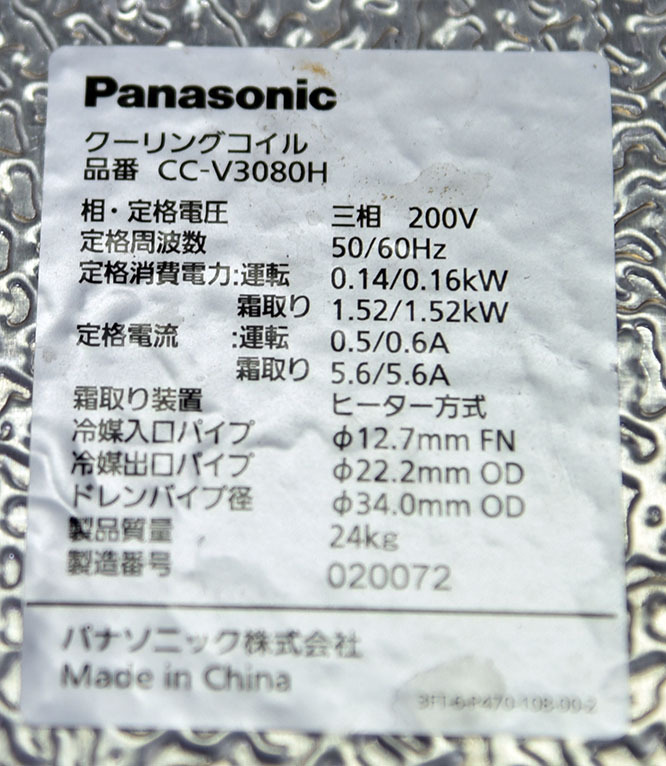 Panasonic
クーリングコイル
品番 CC-V3080H
相・定格電圧 三相 200V
定格周波数 50/60Hz
定格消費電力:運転 0.14/0.16kW
霜取り 1.52/1.52kW
定格電流 :運転 0.5/0.6A
霜取り 5.6/5.6A
霜取り装置 ヒーター方式
冷媒入口パイプ φ12.7mm FN
冷媒出口パイプ φ22.2mm OD
ドレンパイプ径 φ34.0mm OD
製品質量 24kg
製造番号 020072
パナソニック株式会社
Made in China